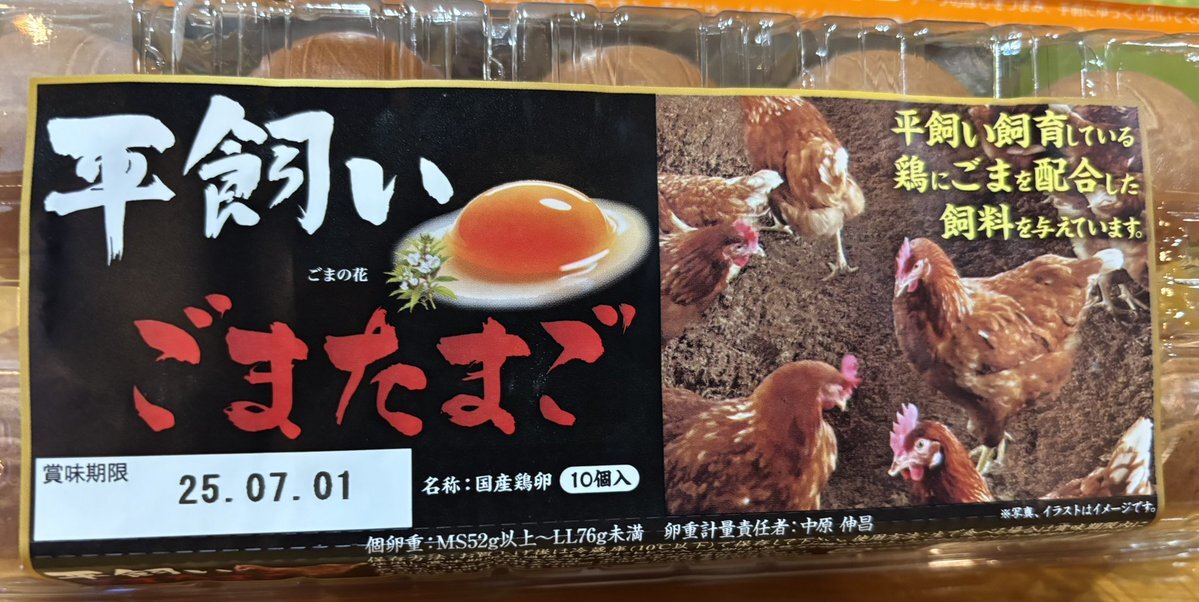 平飼い
ごまの花
ごまたまご
平飼い飼育している
鶏にごまを配合した
飼料を与えています。
賞味期限
25.07.01
名称:国産鶏卵 10個入
※写真、イラストはイメージです。
個卵重:MS52g以上~LL76g未満 卵重計量責任者:中原 伸昌
平飼い